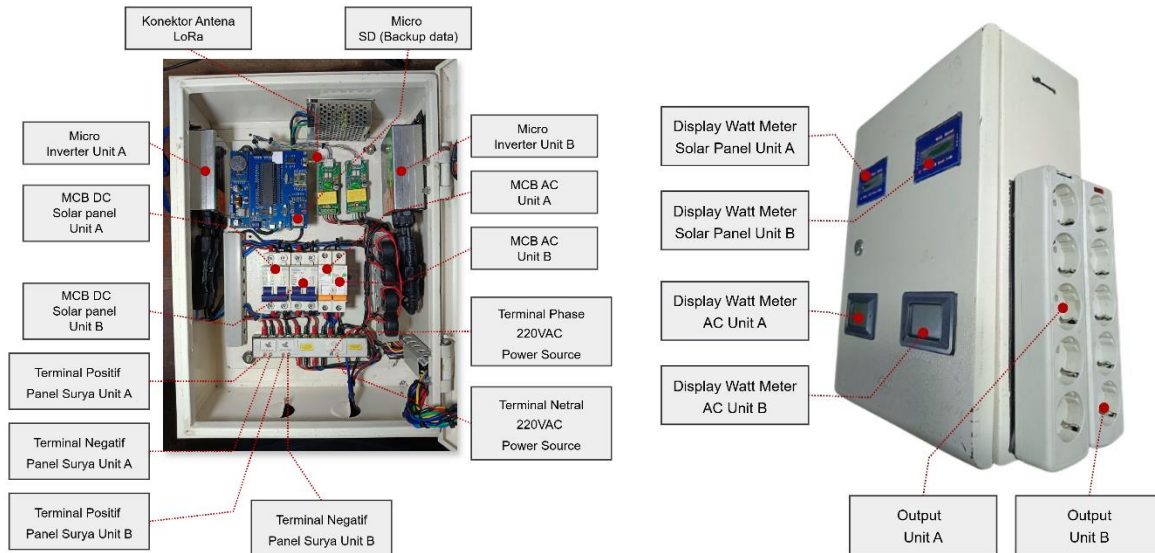 Konektor Antena
LoRa
Micro
SD (Backup data)
Micro
Inverter Unit A
Micro
Inverter Unit B
MCB DC
Solar panel
Unit A
MCB AC
Unit A
MCB AC
Unit B
MCB DC
Solar panel
Unit B
Terminal Phase
220VAC
Power Source
Terminal Positif
Panel Surya Unit A
Terminal Netral
220VAC
Power Source
Terminal Negatif
Panel Surya Unit A
Terminal Positif
Panel Surya Unit B
Terminal Negatif
Panel Surya Unit B
Display Watt Meter
Solar Panel Unit A
Display Watt Meter
Solar Panel Unit B
Display Watt Meter
AC Unit A
Display Watt Meter
AC Unit B
Output
Unit A
Output
Unit B